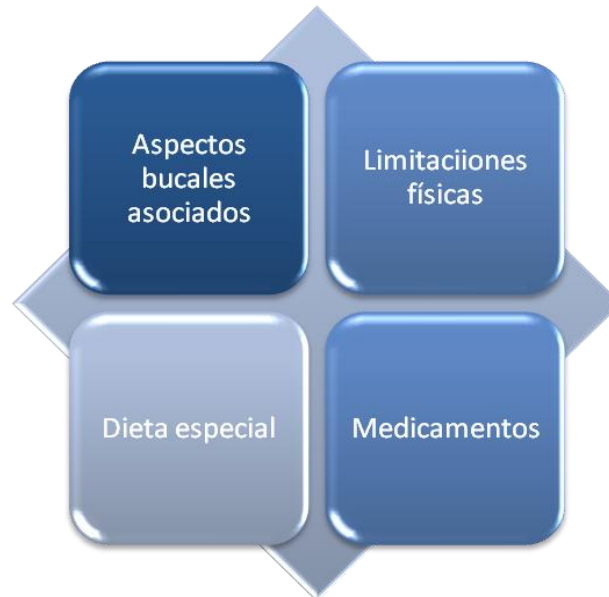 Aspectos
bucales
asociados
Limitaciiones
físicas
Dieta especial
Medicamentos